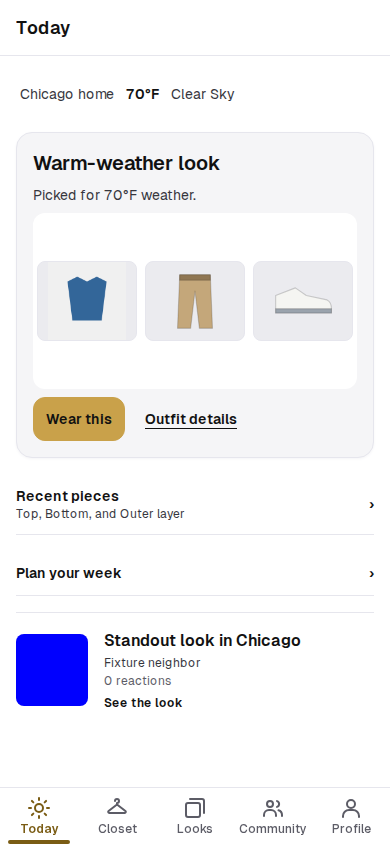 Today
Chicago home 70°F Clear Sky
Warm-weather look
Picked for 70°F weather.
Wear this
Outfit details
Recent pieces
Top, Bottom, and Outer layer
›
Plan your week
›
Standout look in Chicago
Fixture neighbor
0 reactions
See the look
Today
Closet
Looks
Community
Profile